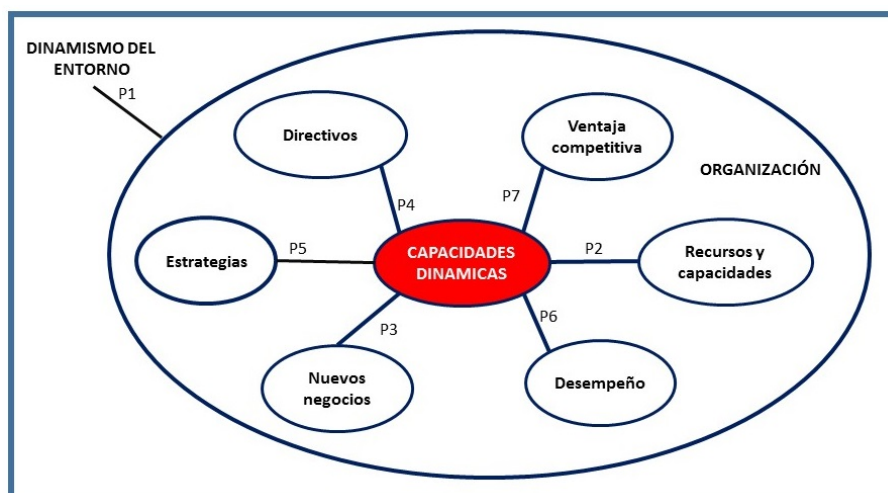 DINAMISMO DEL
ENTORNO
P1
Directivos
Ventaja
competitiva
ORGANIZACIÓN
P4
P7
Estrategias
P5
CAPACIDADES
DINAMICAS
P2
Recursos y
capacidades
P3
P6
Nuevos
negocios
Desempeño